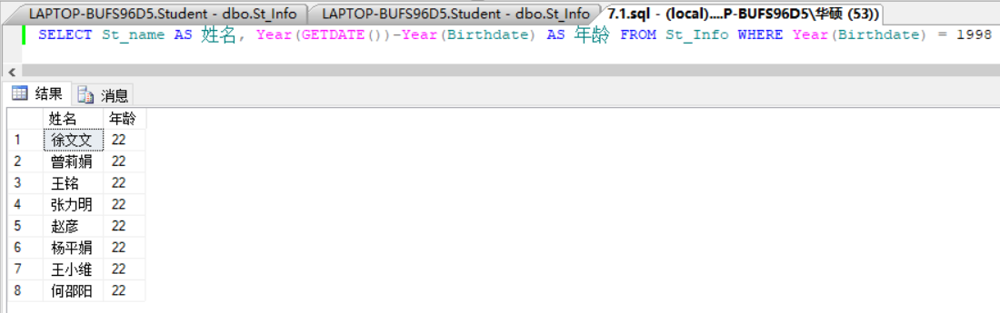 LAPTOP-BUFS96D5.Student - dbo.St_Info LAPTOP-BUFS96D5.Student - dbo.St_Info 7.1.sql - (local)....P-BUFS96D5\华硕 (53))
SELECT St_name AS 姓名, Year(GETDATE())-Year(Birthdate) AS 年龄 FROM St_Info WHERE Year(Birthdate) = 1998
结果 消息
姓名 年龄
1 徐文文 22
2 曾莉娟 22
3 王铭 22
4 张力明 22
5 赵彦 22
6 杨平娟 22
7 王小维 22
8 何邵阳 22